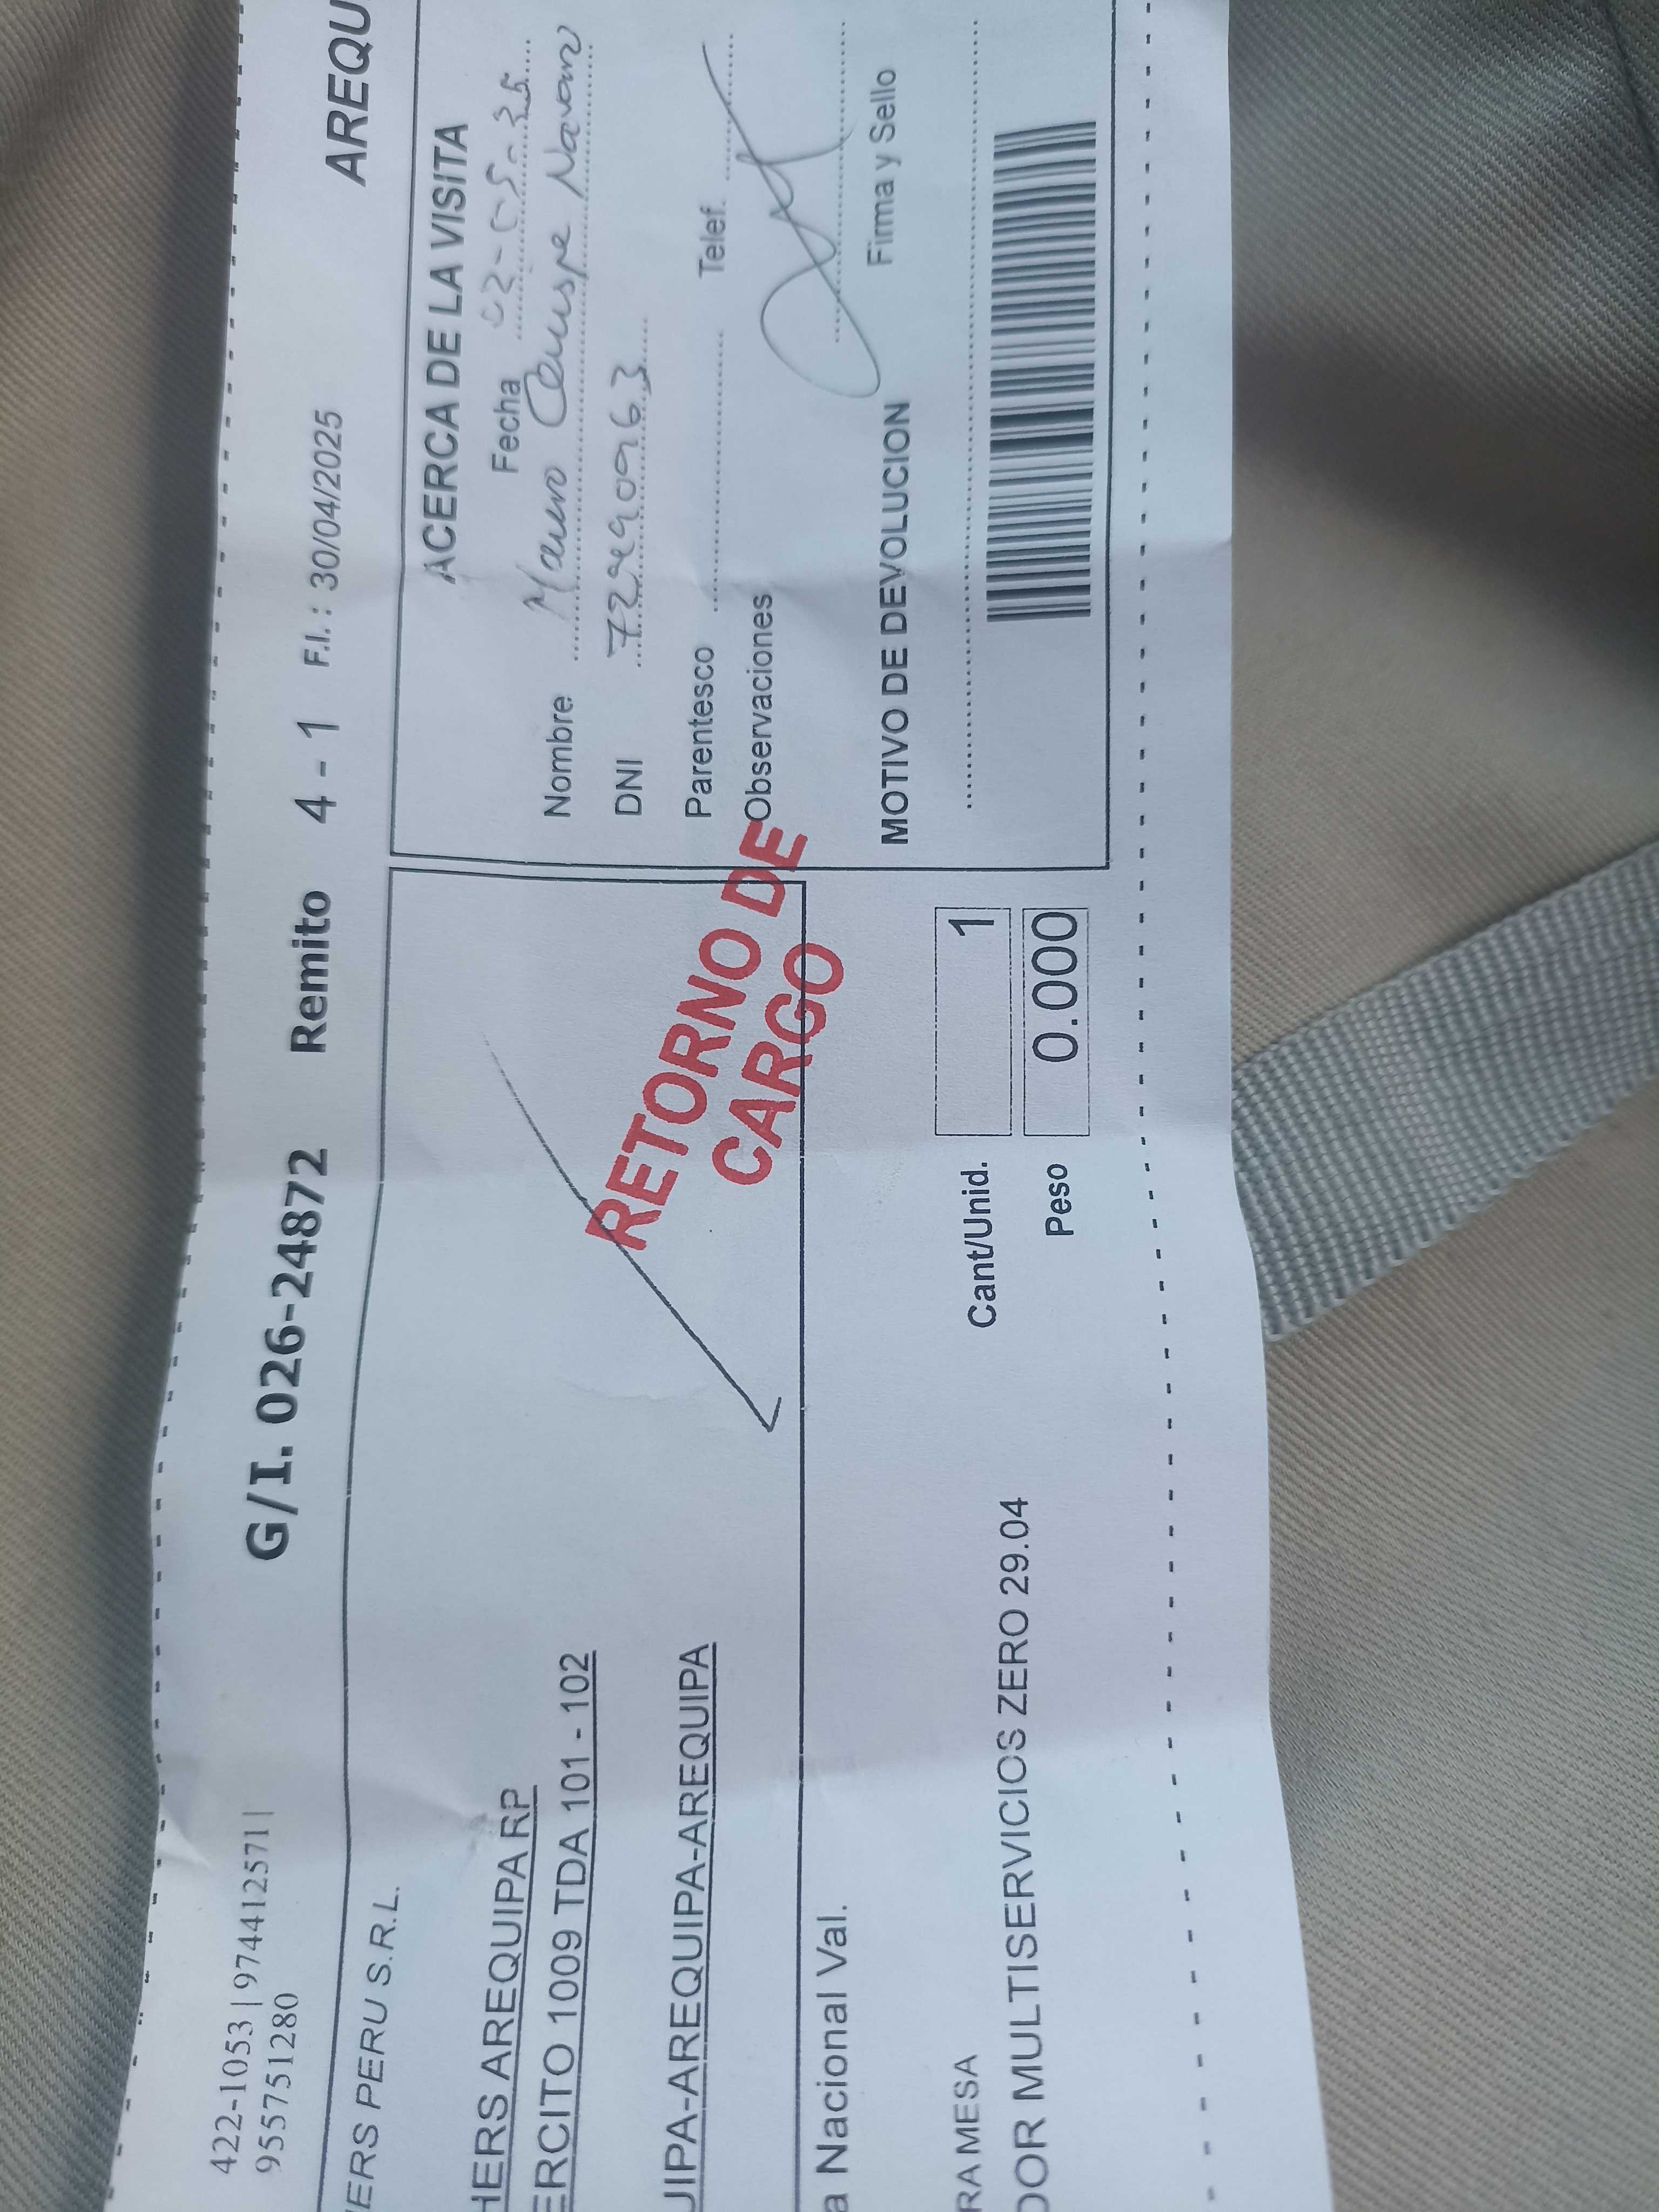 422-1053 | 974412571 |
955751280
G/I. 026-24872 Remito 4 - 1 F.I. : 30/04/2025
AREQU
ERS PERU S.R.L.
HERS AREQUIPA RP
ERCITO 1009 TDA 101 - 102
UIPA-AREQUIPA-AREQUIPA
RETORNO DE
CARGO
a Nacional Val.
RA MESA
DOR MULTISERVICIOS ZERO 29.04
Cant/Unid. 1
Peso 0.000
ACERCA DE LA VISITA
Fecha
Nombre Mauro Navarro
DNI
Parentesco Telef.
Observaciones
Firma y Sello
MOTIVO DE DEVOLUCION